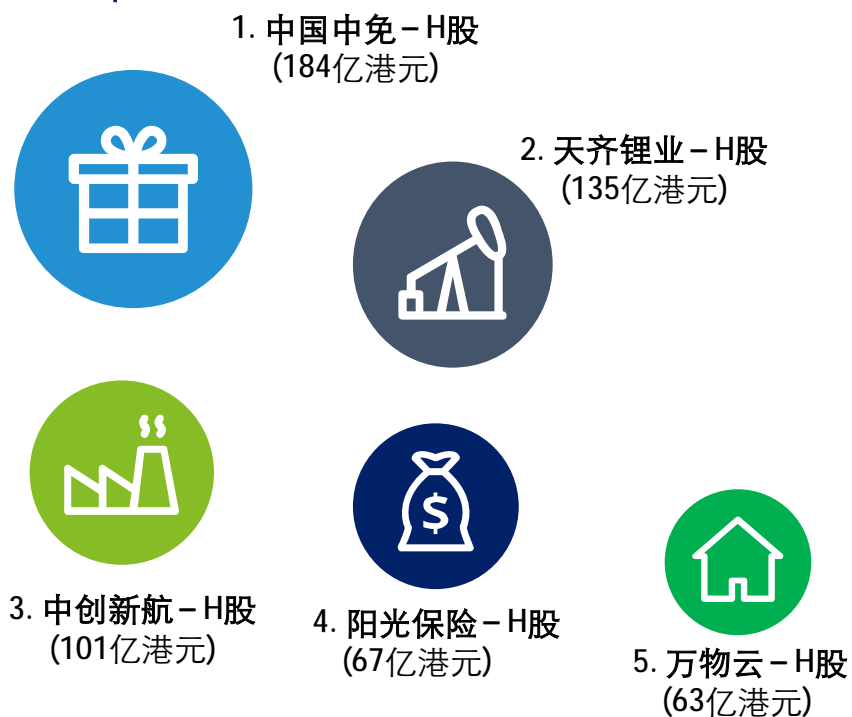 1. 中国中免 – H股
(184亿港元)
2. 天齐锂业 – H股
(135亿港元)
$
3. 中创新航 – H股
(101亿港元)
4. 阳光保险 – H股
(67亿港元)
5. 万物云 – H股
(63亿港元)